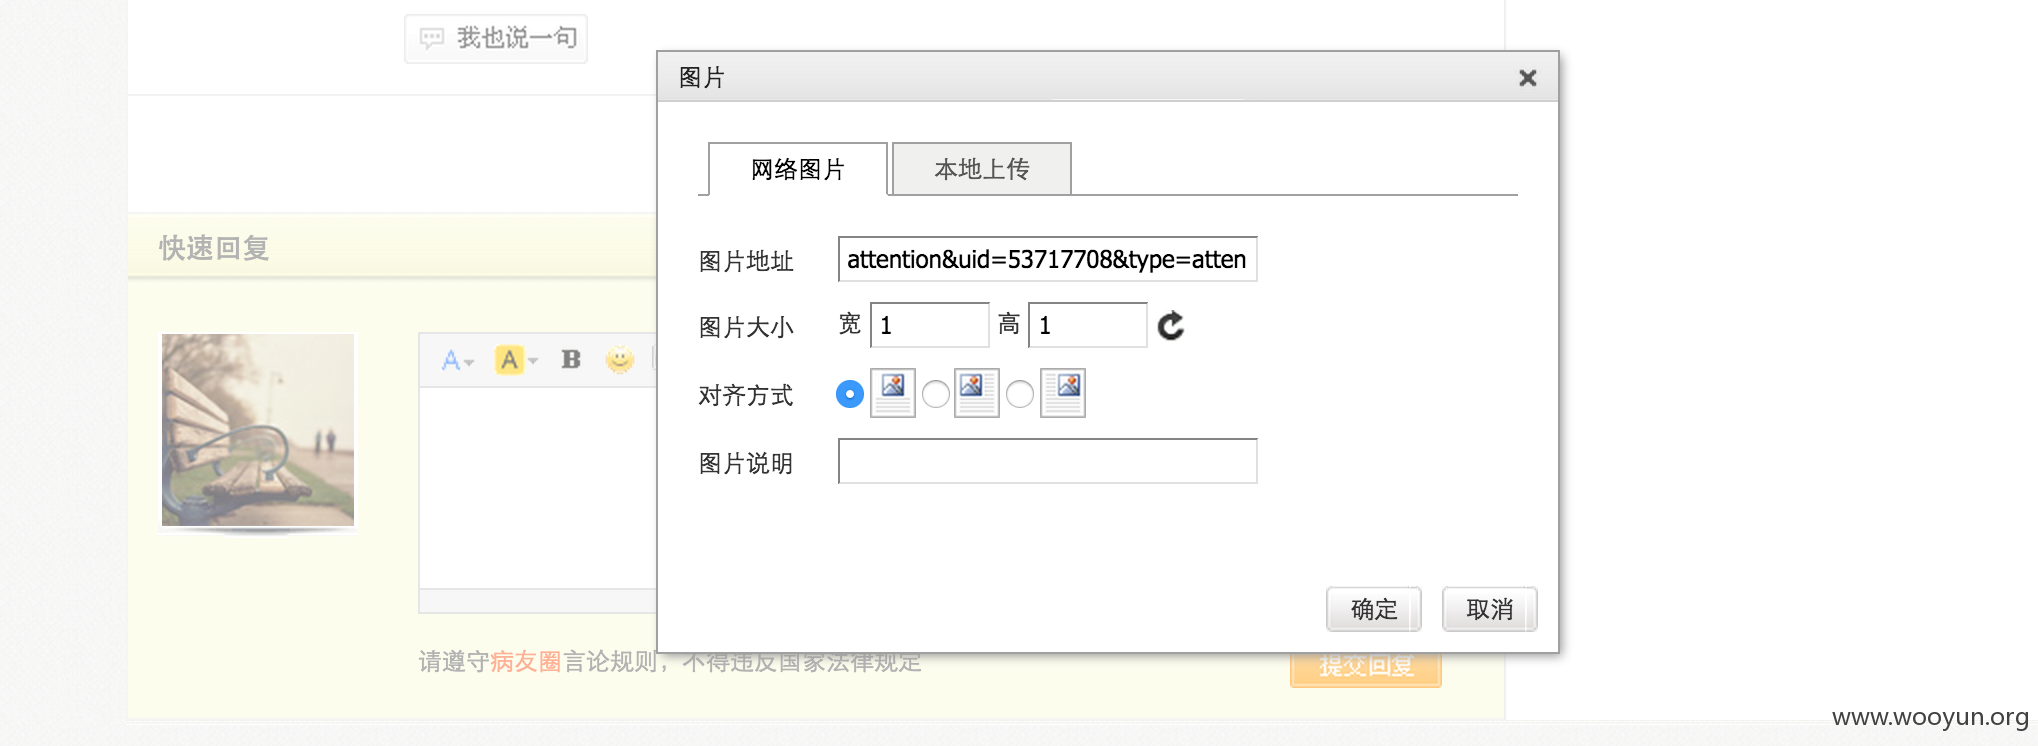 我也说一句
图片
网络图片 本地上传
快速回复
图片地址 attention&uid=53717708&type=atten
图片大小 宽 1 高 1
A A B
对齐方式
图片说明
确定 取消
请遵守病友圈言论规则，不得违反国家法律规定
提交回复
www.wooyun.org